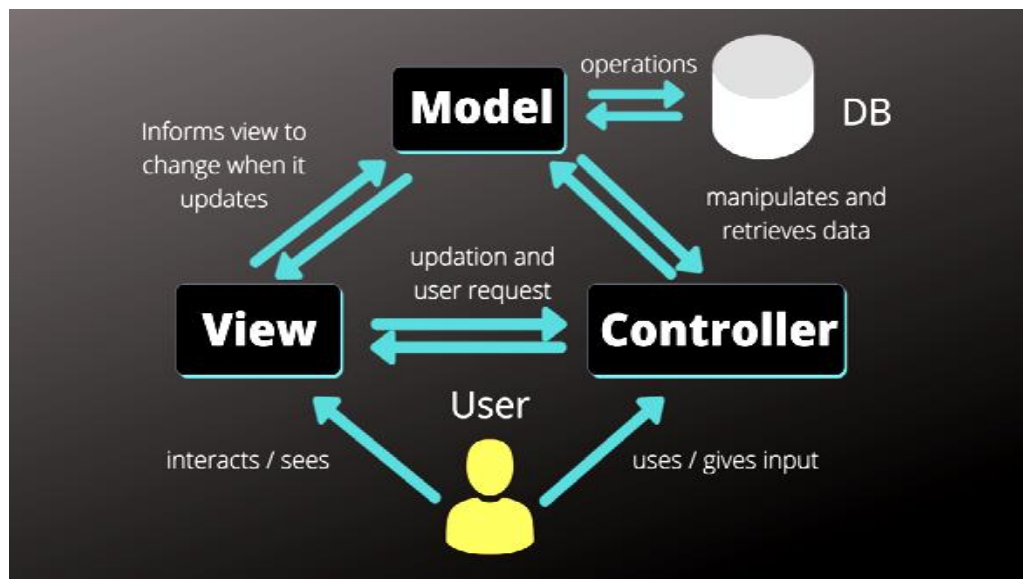 operations
Model
DB
Informs view to
change when it
updates
manipulates and
retrieves data
updation and
user request
View
Controller
User
interacts / sees
uses / gives input